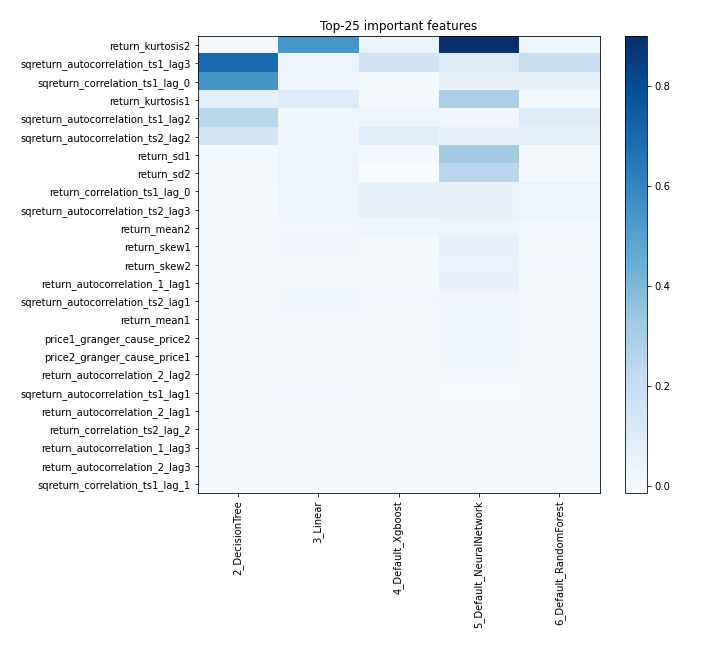 Top-25 important features
return_kurtosis2
sqreturn_autocorrelation_ts1_lag3
sqreturn_correlation_ts1_lag_0
return_kurtosis1
sqreturn_autocorrelation_ts1_lag2
sqreturn_autocorrelation_ts2_lag2
return_sd1
return_sd2
return_correlation_ts1_lag_0
sqreturn_autocorrelation_ts2_lag3
return_mean2
return_skew1
return_skew2
return_autocorrelation_1_lag1
sqreturn_autocorrelation_ts2_lag1
return_mean1
price1_granger_cause_price2
price2_granger_cause_price1
return_autocorrelation_2_lag2
sqreturn_autocorrelation_ts1_lag1
return_autocorrelation_2_lag1
return_correlation_ts2_lag_2
return_autocorrelation_1_lag3
return_autocorrelation_2_lag3
sqreturn_correlation_ts1_lag_1
2_DecisionTree
3_Linear
4_Default_Xgboost
5_Default_NeuralNetwork
6_Default_RandomForest
0.8
0.6
0.4
0.2
0.0